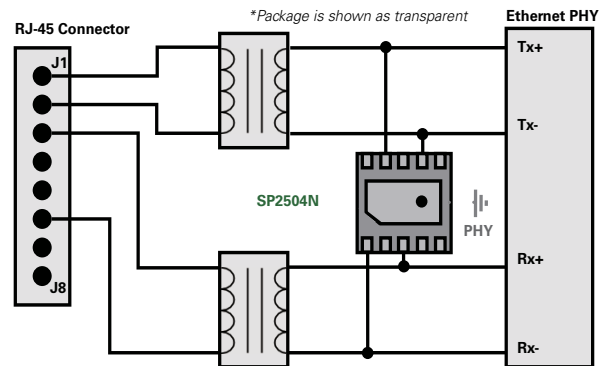 *Package is shown as transparent
Ethernet PHY
RJ-45 Connector
J1
Tx+
Tx-
SP2504N
PHY
Rx+
J8
Rx-